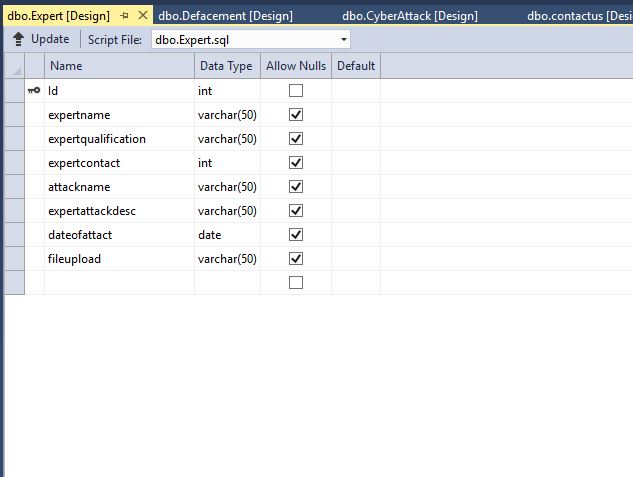 dbo.Expert [Design] dbo.Defacement [Design] dbo.CyberAttack [Design] dbo.contactus [Desi
Update Script File: dbo.Expert.sql
Name Data Type Allow Nulls Default
Id int
expertname varchar(50)
expertqualification varchar(50)
expertcontact int
attackname varchar(50)
expertattackdesc varchar(50)
dateofattact date
fileupload varchar(50)